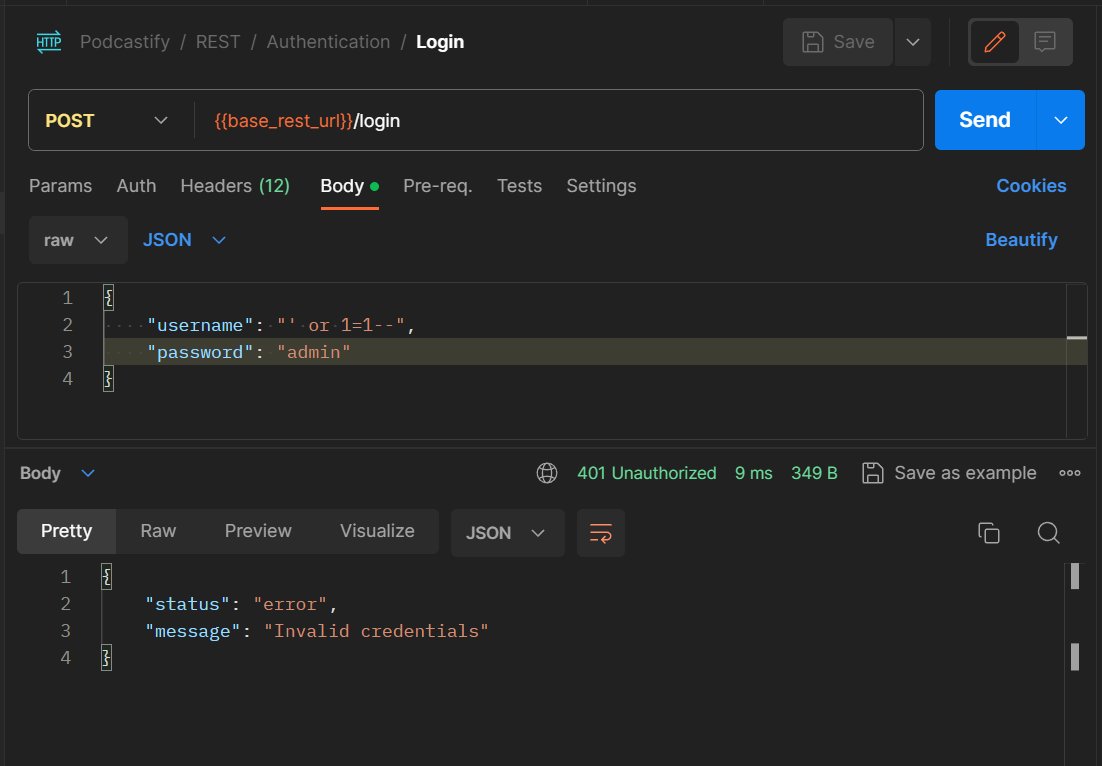 HTTP Podcastify / REST / Authentication / Login Save
POST {{base_rest_url}}/login Send
Params Auth Headers (12) Body Pre-req. Tests Settings Cookies
raw JSON Beautify
1 {
2 "username": "' or 1=1--",
3 "password": "admin"
4 }
Body 401 Unauthorized 9 ms 349 B Save as example
Pretty Raw Preview Visualize JSON
1 {
2 "status": "error",
3 "message": "Invalid credentials"
4 }